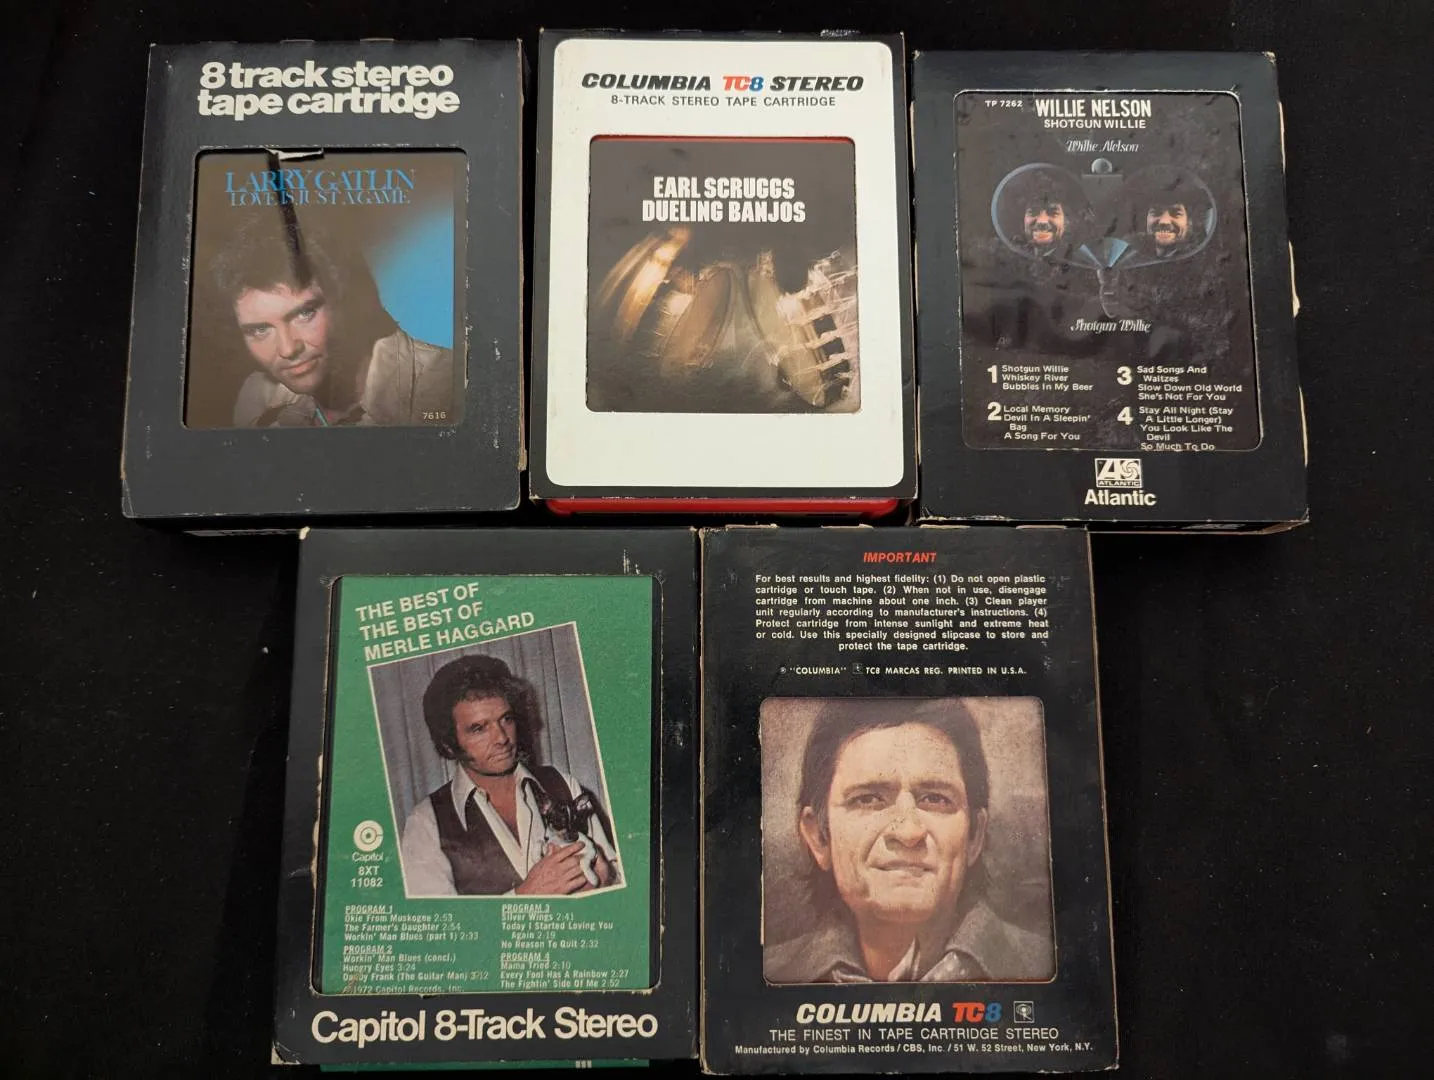 8 track stereo
tape cartridge
LARRY GATLIN
LOVE IS JUST A GAME
7616
COLUMBIA TC8 STEREO
8-TRACK STEREO TAPE CARTRIDGE
EARL SCRUGGS
DUELING BANJOS
TP 7262
WILLIE NELSON
SHOTGUN WILLIE
Willie Nelson
Shotgun Willie
1 Shotgun Willie
Whiskey River
Bubbles In My Beer
2 Local Memory
Devil In A Sleepin'
Bag
A Song For You
3 Sad Songs And
Waltzes
Slow Down Old World
She's Not For You
4 Stay All Night (Stay
A Little Longer)
You Look Like The
Devil
So Much To Do
ATLANTIC
Atlantic
THE BEST OF
THE BEST OF
MERLE HAGGARD
Capitol
8XT
11082
PROGRAM 1
Okie From Muskogee 2:53
The Farmer's Daughter 2:54
Workin' Man Blues (part 1) 2:33
PROGRAM 2
Workin' Man Blues (concl.)
Hungry Eyes 3:24
Daddy Frank (The Guitar Man) 3:12
©1972 Capitol Records, Inc.
PROGRAM 3
Silver Wings 2:41
Today I Started Loving You
Again 2:19
No Reason To Quit 2:32
PROGRAM 4
Mama Tried 2:10
Every Fool Has A Rainbow 2:27
The Fightin' Side Of Me 2:52
Capitol 8-Track Stereo
IMPORTANT
For best results and highest fidelity: (1) Do not open plastic
cartridge or touch tape. (2) When not in use, disengage
cartridge from machine about one inch. (3) Clean player
unit regularly according to manufacturer's instructions. (4)
Protect cartridge from intense sunlight and extreme heat
or cold. Use this specially designed slipcase to store and
protect the tape cartridge.
® "COLUMBIA" TC8 MARCAS REG. PRINTED IN U.S.A.
COLUMBIA TC8
THE FINEST IN TAPE CARTRIDGE STEREO
Manufactured by Columbia Records / CBS, Inc. / 51 W. 52 Street, New York, N.Y.